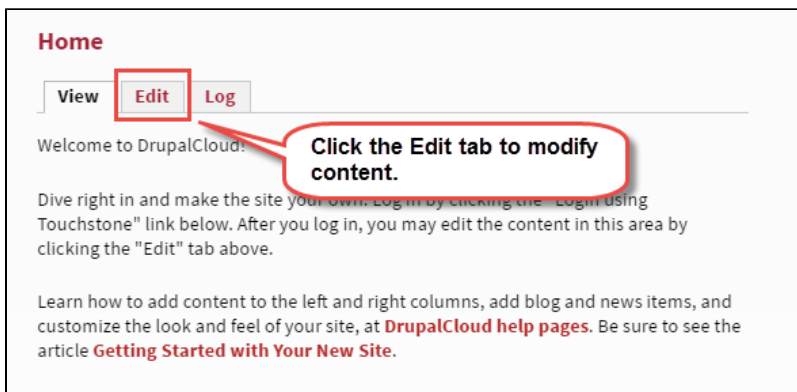 Home
View Edit Log
Click the Edit tab to modify
content.
Welcome to DrupalCloud!
Dive right in and make the site your own. Log in by clicking the "Login using
Touchstone" link below. After you log in, you may edit the content in this area by
clicking the "Edit" tab above.
Learn how to add content to the left and right columns, add blog and news items, and
customize the look and feel of your site, at DrupalCloud help pages. Be sure to see the
article Getting Started with Your New Site.